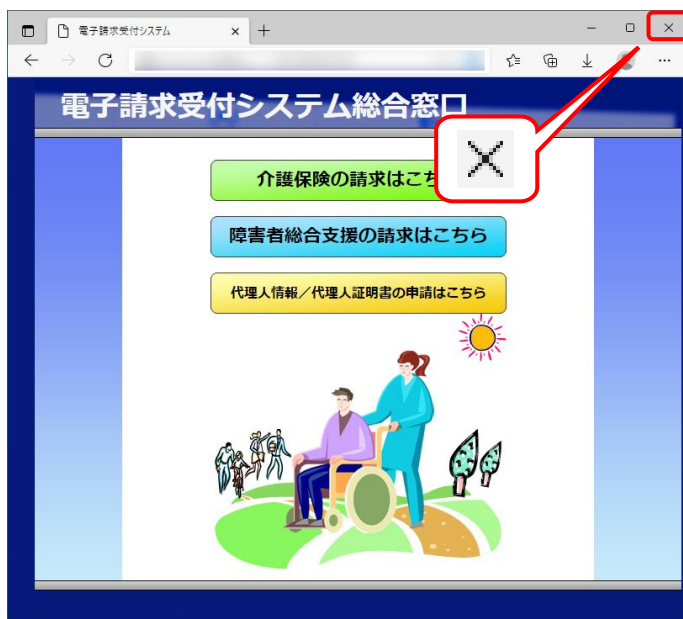 電子請求受付システム
電子請求受付システム総合窓口
介護保険の請求はこち
障害者総合支援の請求はこちら
代理人情報／代理人証明書の申請はこちら